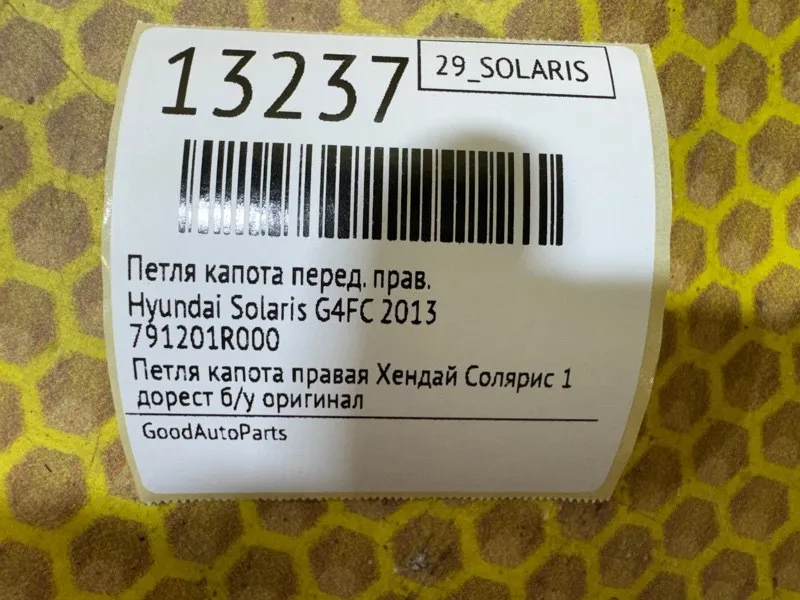 13237
29_SOLARIS
Петля капота перед. прав.
Hyundai Solaris G4FC 2013
791201R000
Петля капота правая Хендай Солярис 1
дорест б/у оригинал
GoodAutoParts